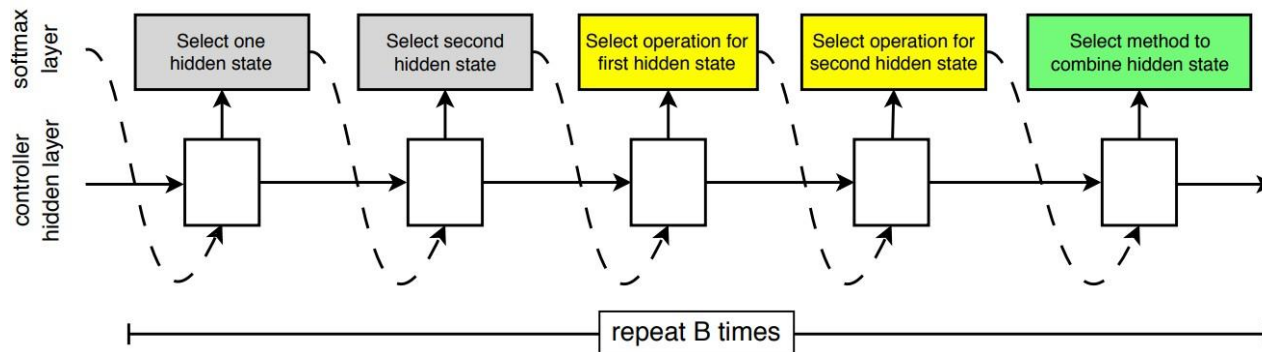 softmax
layer
Select one
hidden state
Select second
hidden state
Select operation for
first hidden state
Select operation for
second hidden state
Select method to
combine hidden state
controller
hidden layer
repeat B times